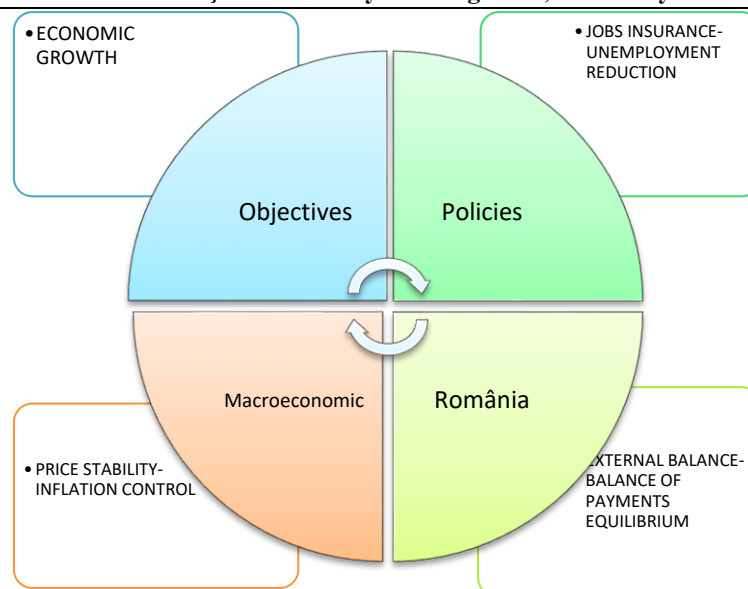 • ECONOMIC
GROWTH
• JOBS INSURANCE-
UNEMPLOYMENT
REDUCTION
Objectives
Policies
Macroeconomic
România
• PRICE STABILITY-
INFLATION CONTROL
EXTERNAL BALANCE-
BALANCE OF
PAYMENTS
EQUILIBRIUM